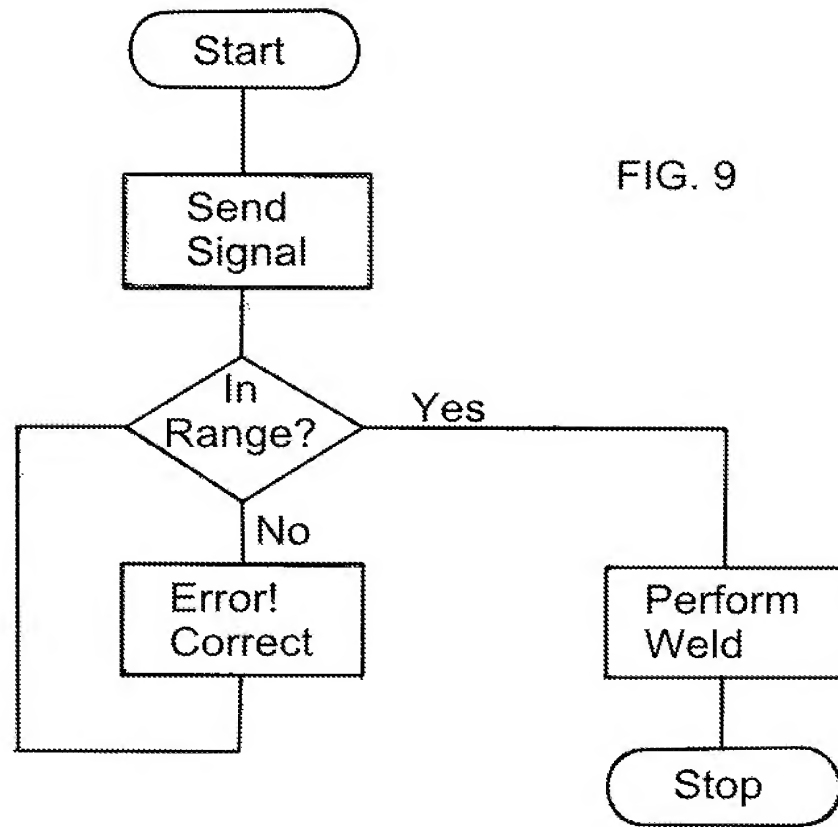 Start
FIG. 9
Send
Signal
In
Range?
Yes
No
Error!
Correct
Perform
Weld
Stop